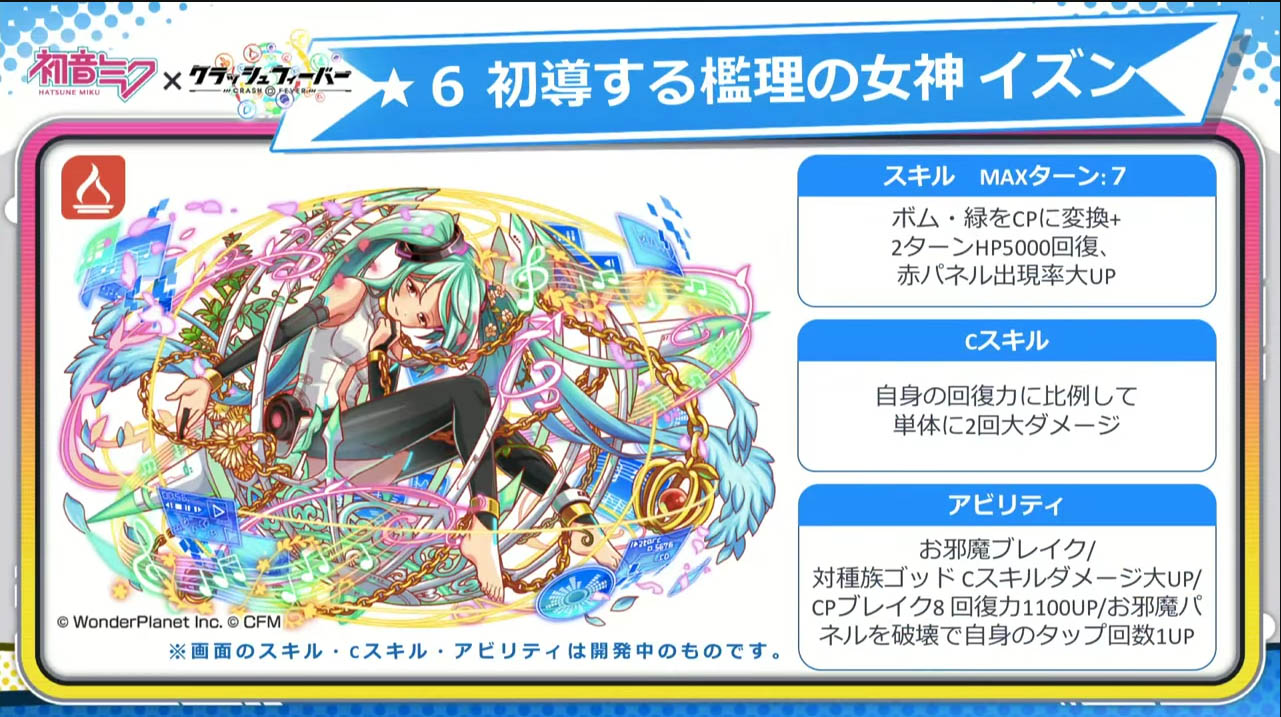 初音ミク
HATSUNE MIKU
×
クラッシュフィーバー
CRASH FEVER
★6 初導する檻理の女神 イズン
スキル MAXターン:7
ボム・緑をCPに変換+
2ターンHP5000回復、
赤パネル出現率大UP
Cスキル
自身の回復力に比例して
単体に2回大ダメージ
アビリティ
お邪魔ブレイク/
対種族ゴッド Cスキルダメージ大UP/
CPブレイク8 回復力1100UP/お邪魔パ
ネルを破壊で自身のタップ回数1UP
© WonderPlanet Inc. © CFM
※画面のスキル・Cスキル・アビリティは開発中のものです。